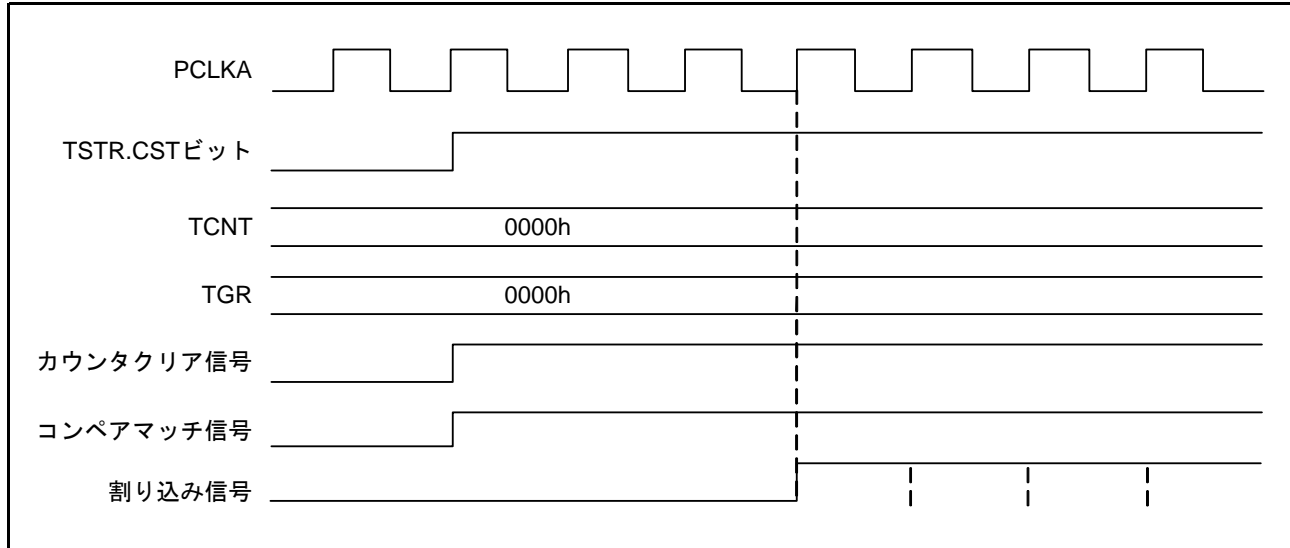 PCLKA
TSTR.CSTビット
TCNT
0000h
TGR
0000h
カウンタクリア信号
コンペアマッチ信号
割り込み信号